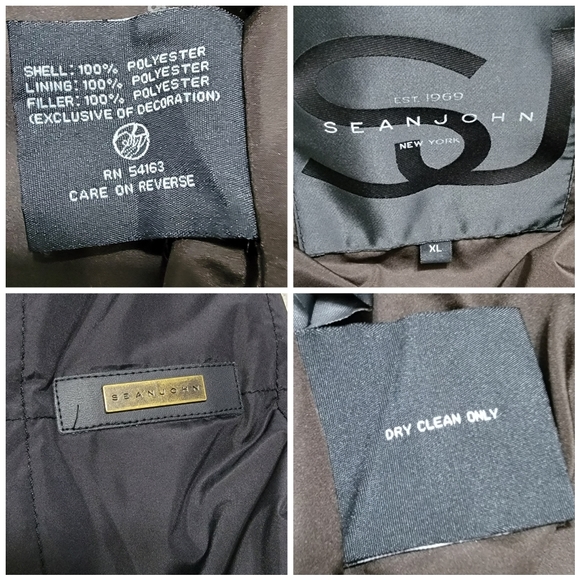 SHELL: 100% POLYESTER
LINING: 100% POLYESTER
FILLER: 100% POLYESTER
(EXCLUSIVE OF DECORATION)
RN 54163
CARE ON REVERSE
SJ
EST. 1969
SEANJOHN
NEW YORK
XL
SEANJOHN
DRY CLEAN ONLY